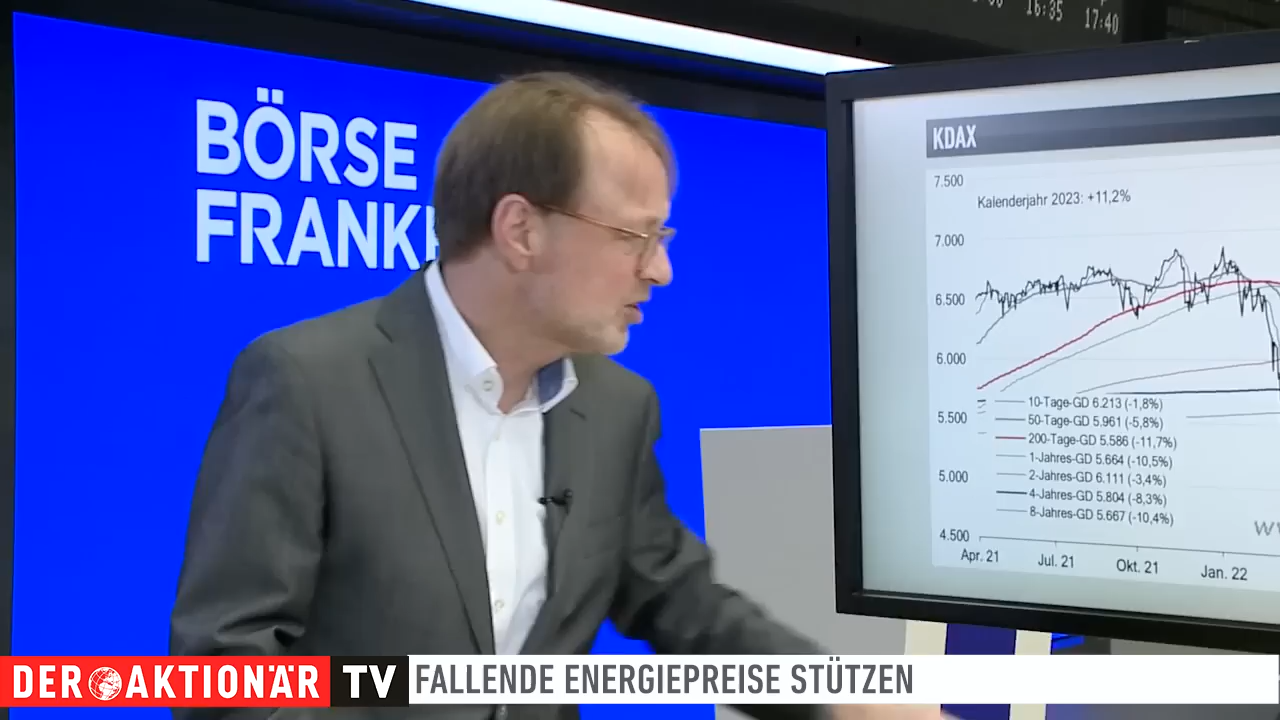 16:35
17:40
BÖRSE
FRANK
KDAX
7.500
Kalenderjahr 2023: +11,2%
7.000
6.500
6.000
5.500
5.000
4.500
10-Tage-GD 6.213 (-1,8%)
50-Tage-GD 5.961 (-5,8%)
200-Tage-GD 5.586 (-11,7%)
1-Jahres-GD 5.664 (-10,5%)
2-Jahres-GD 6.111 (-3,4%)
4-Jahres-GD 5.804 (-8,3%)
8-Jahres-GD 5.667 (-10,4%)
Apr. 21 Jul. 21 Okt. 21 Jan. 22
DER AKTIONÄR TV FALLENDE ENERGIEPREISE STÜTZEN